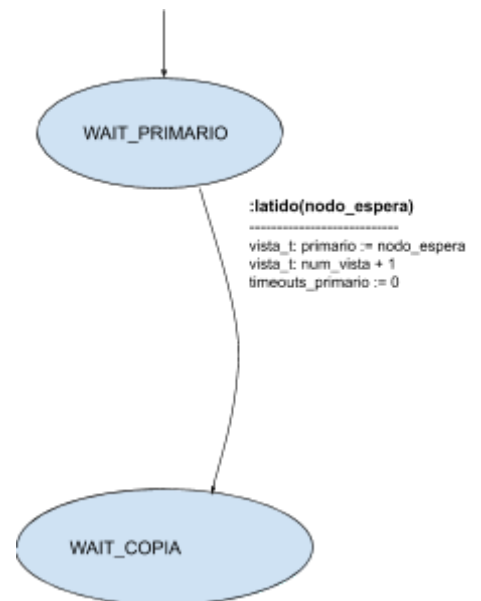 WAIT_PRIMARIO
:latido(nodo_espera)
----------------------------
vista_t: primario := nodo_espera
vista_t: num_vista + 1
timeouts_primario := 0
WAIT_COPIA